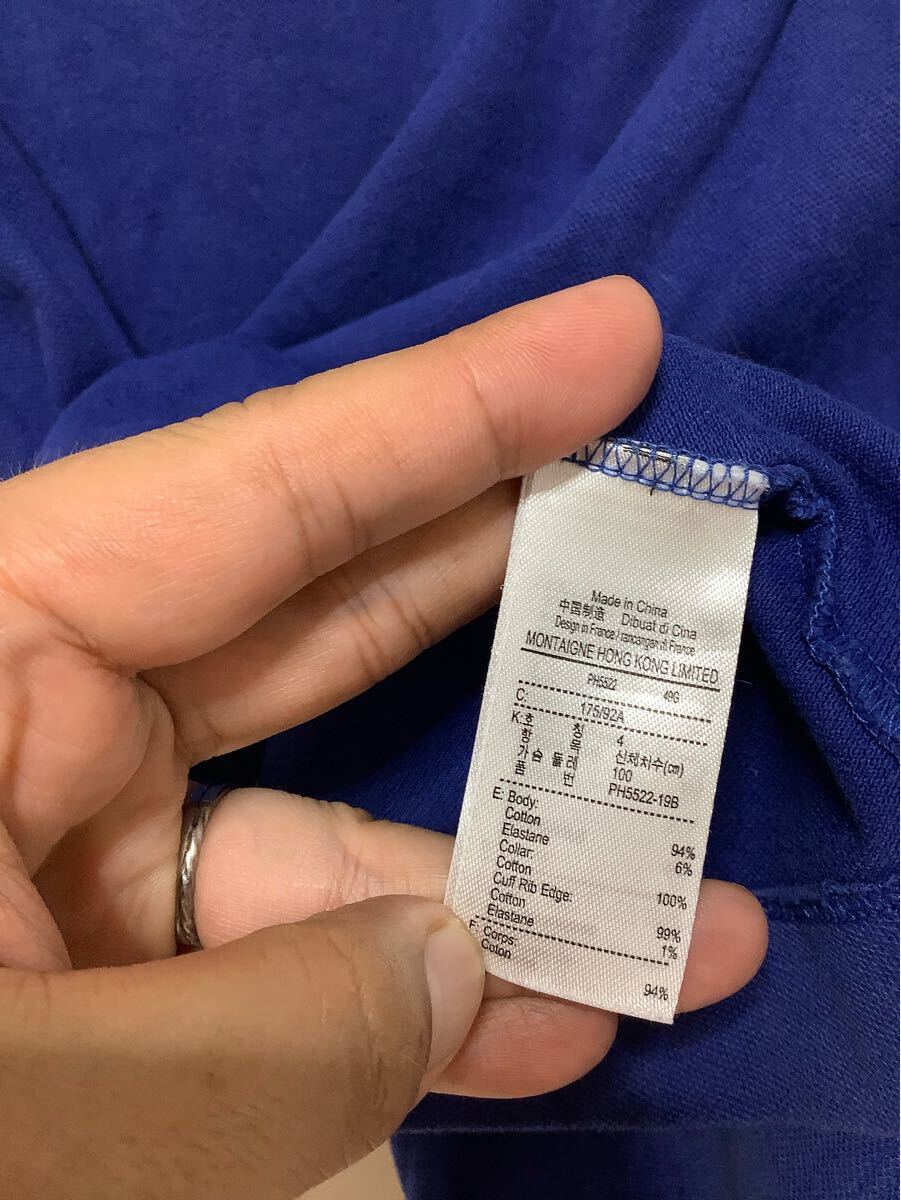 Made in China
中国制造 Dibuat di Cina
Design in France / rancangan di France
MONTAIGNE HONG KONG LIMITED
PH5522 49G
C: 175/92A
K: 호 칭 4
항 목 신체치수(cm)
가슴 둘레 100
품 번 PH5522-19B
E: Body:
Cotton 94%
Elastane 6%
Collar:
Cotton 100%
Cuff Rib Edge:
Cotton 99%
Elastane 1%
F: Corps:
Coton 94%